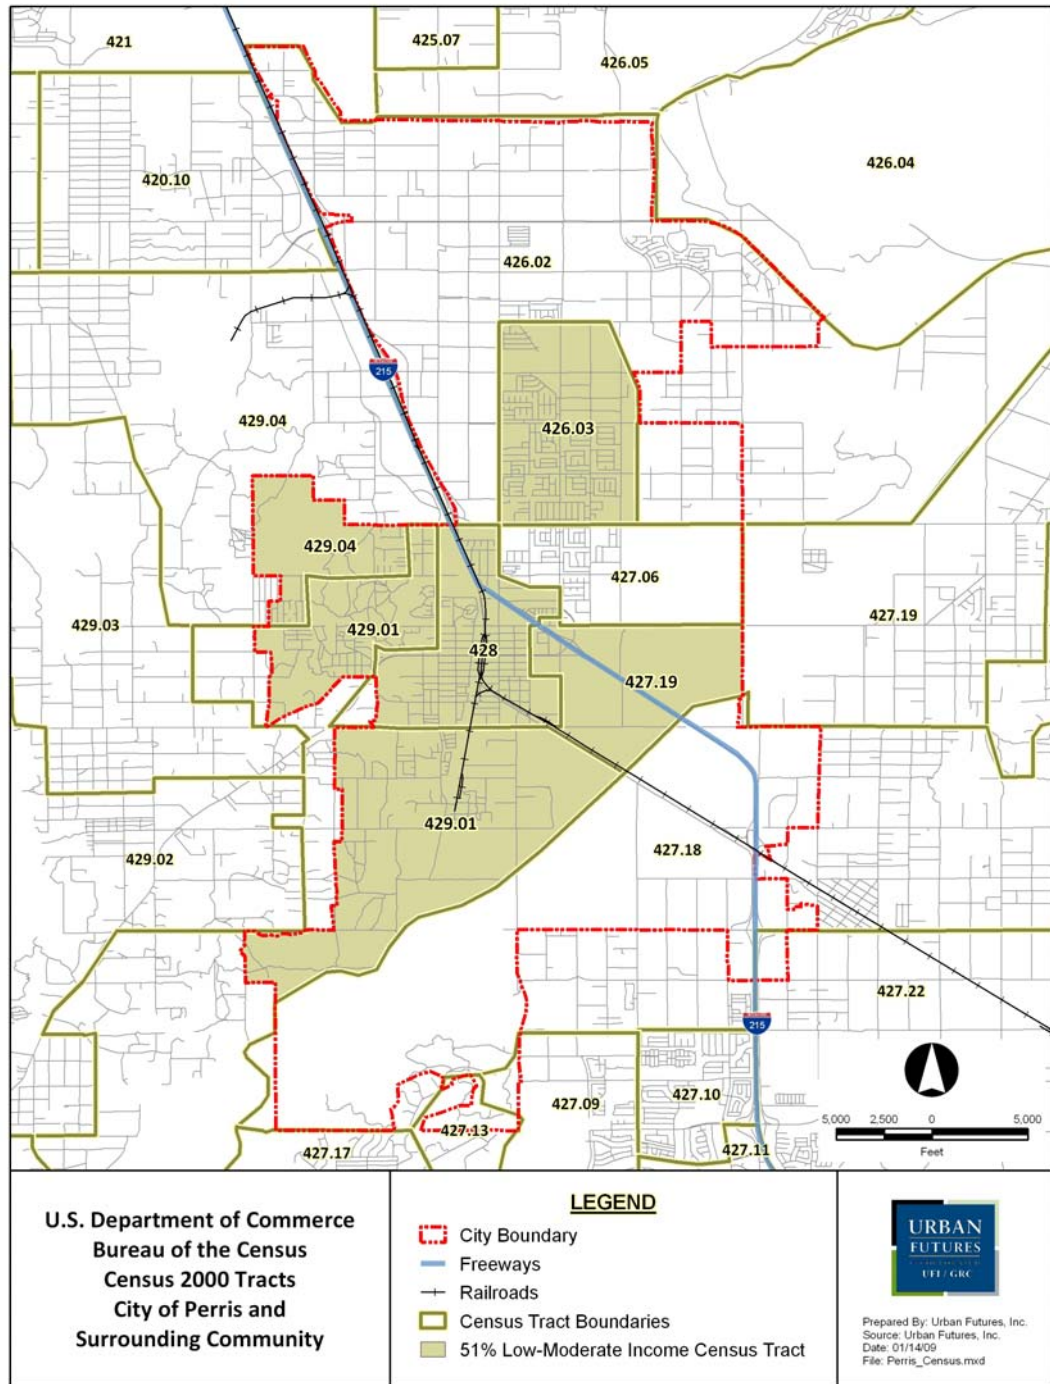 421
425.07
426.05
426.04
420.10
426.02
215
429.04
426.03
429.04
427.06
429.03
429.01
427.19
428
427.19
429.01
427.18
429.02
427.22
215
427.09
427.10
427.13
427.17
427.11
5,000 2,500 0 5,000
Feet
U.S. Department of Commerce
Bureau of the Census
Census 2000 Tracts
City of Perris and
Surrounding Community
LEGEND
City Boundary
Freeways
Railroads
Census Tract Boundaries
51% Low-Moderate Income Census Tract
URBAN
FUTURES
UFI / GRC
Prepared By: Urban Futures, Inc.
Source: Urban Futures, Inc.
Date: 01/14/09
File: Perris_Census.mxd